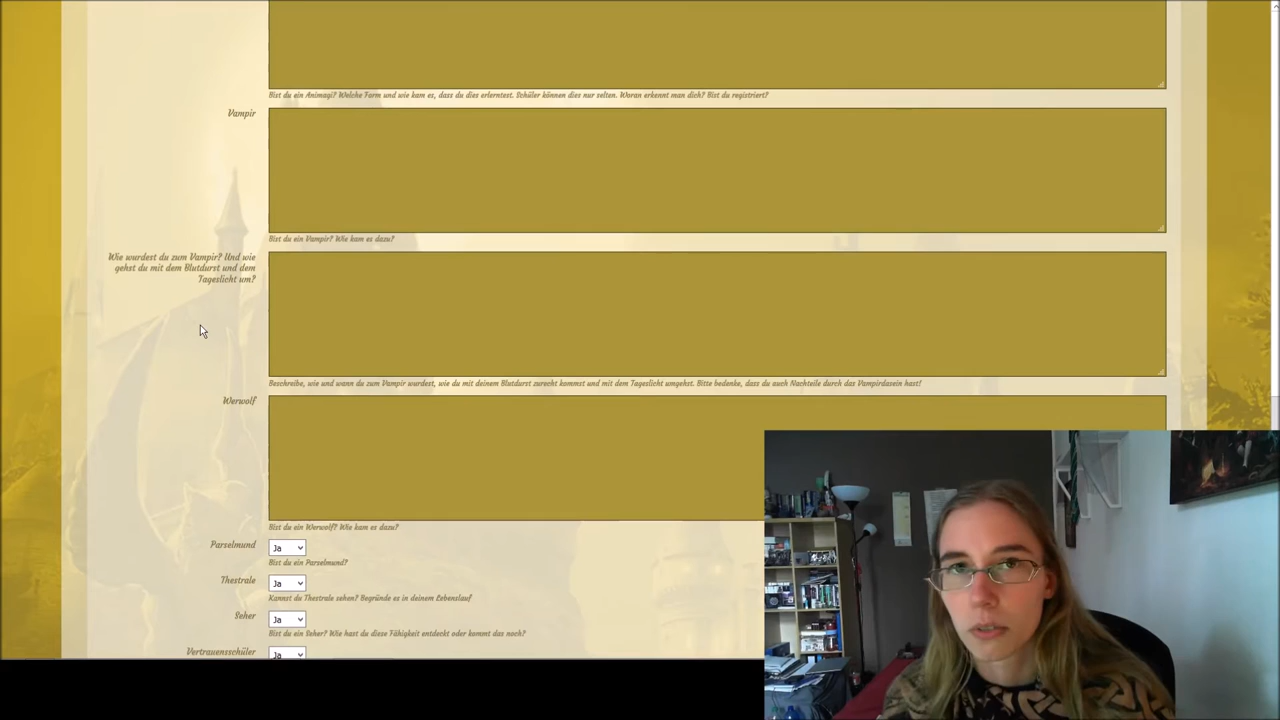 Bist du ein Animagi? Welche Form und wie kam es, dass du dies erlerntest. Schüler können dies nur selten. Woran erkennt man dich? Bist du registriert?
Vampir
Bist du ein Vampir? Wie kam es dazu?
Wie wurdest du zum Vampir? Und wie
gehst du mit dem Blutdurst und dem
Tageslicht um?
Beschreibe, wie und wann du zum Vampir wurdest, wie du mit deinem Blutdurst zurecht kommst und mit dem Tageslicht umgehst. Bitte bedenke, dass du auch Nachteile durch das Vampirdasein hast!
Werwolf
Bist du ein Werwolf? Wie kam es dazu?
Parselmund
Ja
Bist du ein Parselmund?
Thestrale
Ja
Kannst du Thestrale sehen? Begründe es in deinem Lebenslauf
Seher
Ja
Bist du ein Seher? Wie hast du diese Fähigkeit entdeckt oder kommt das noch?
Vertrauensschüler
Ja